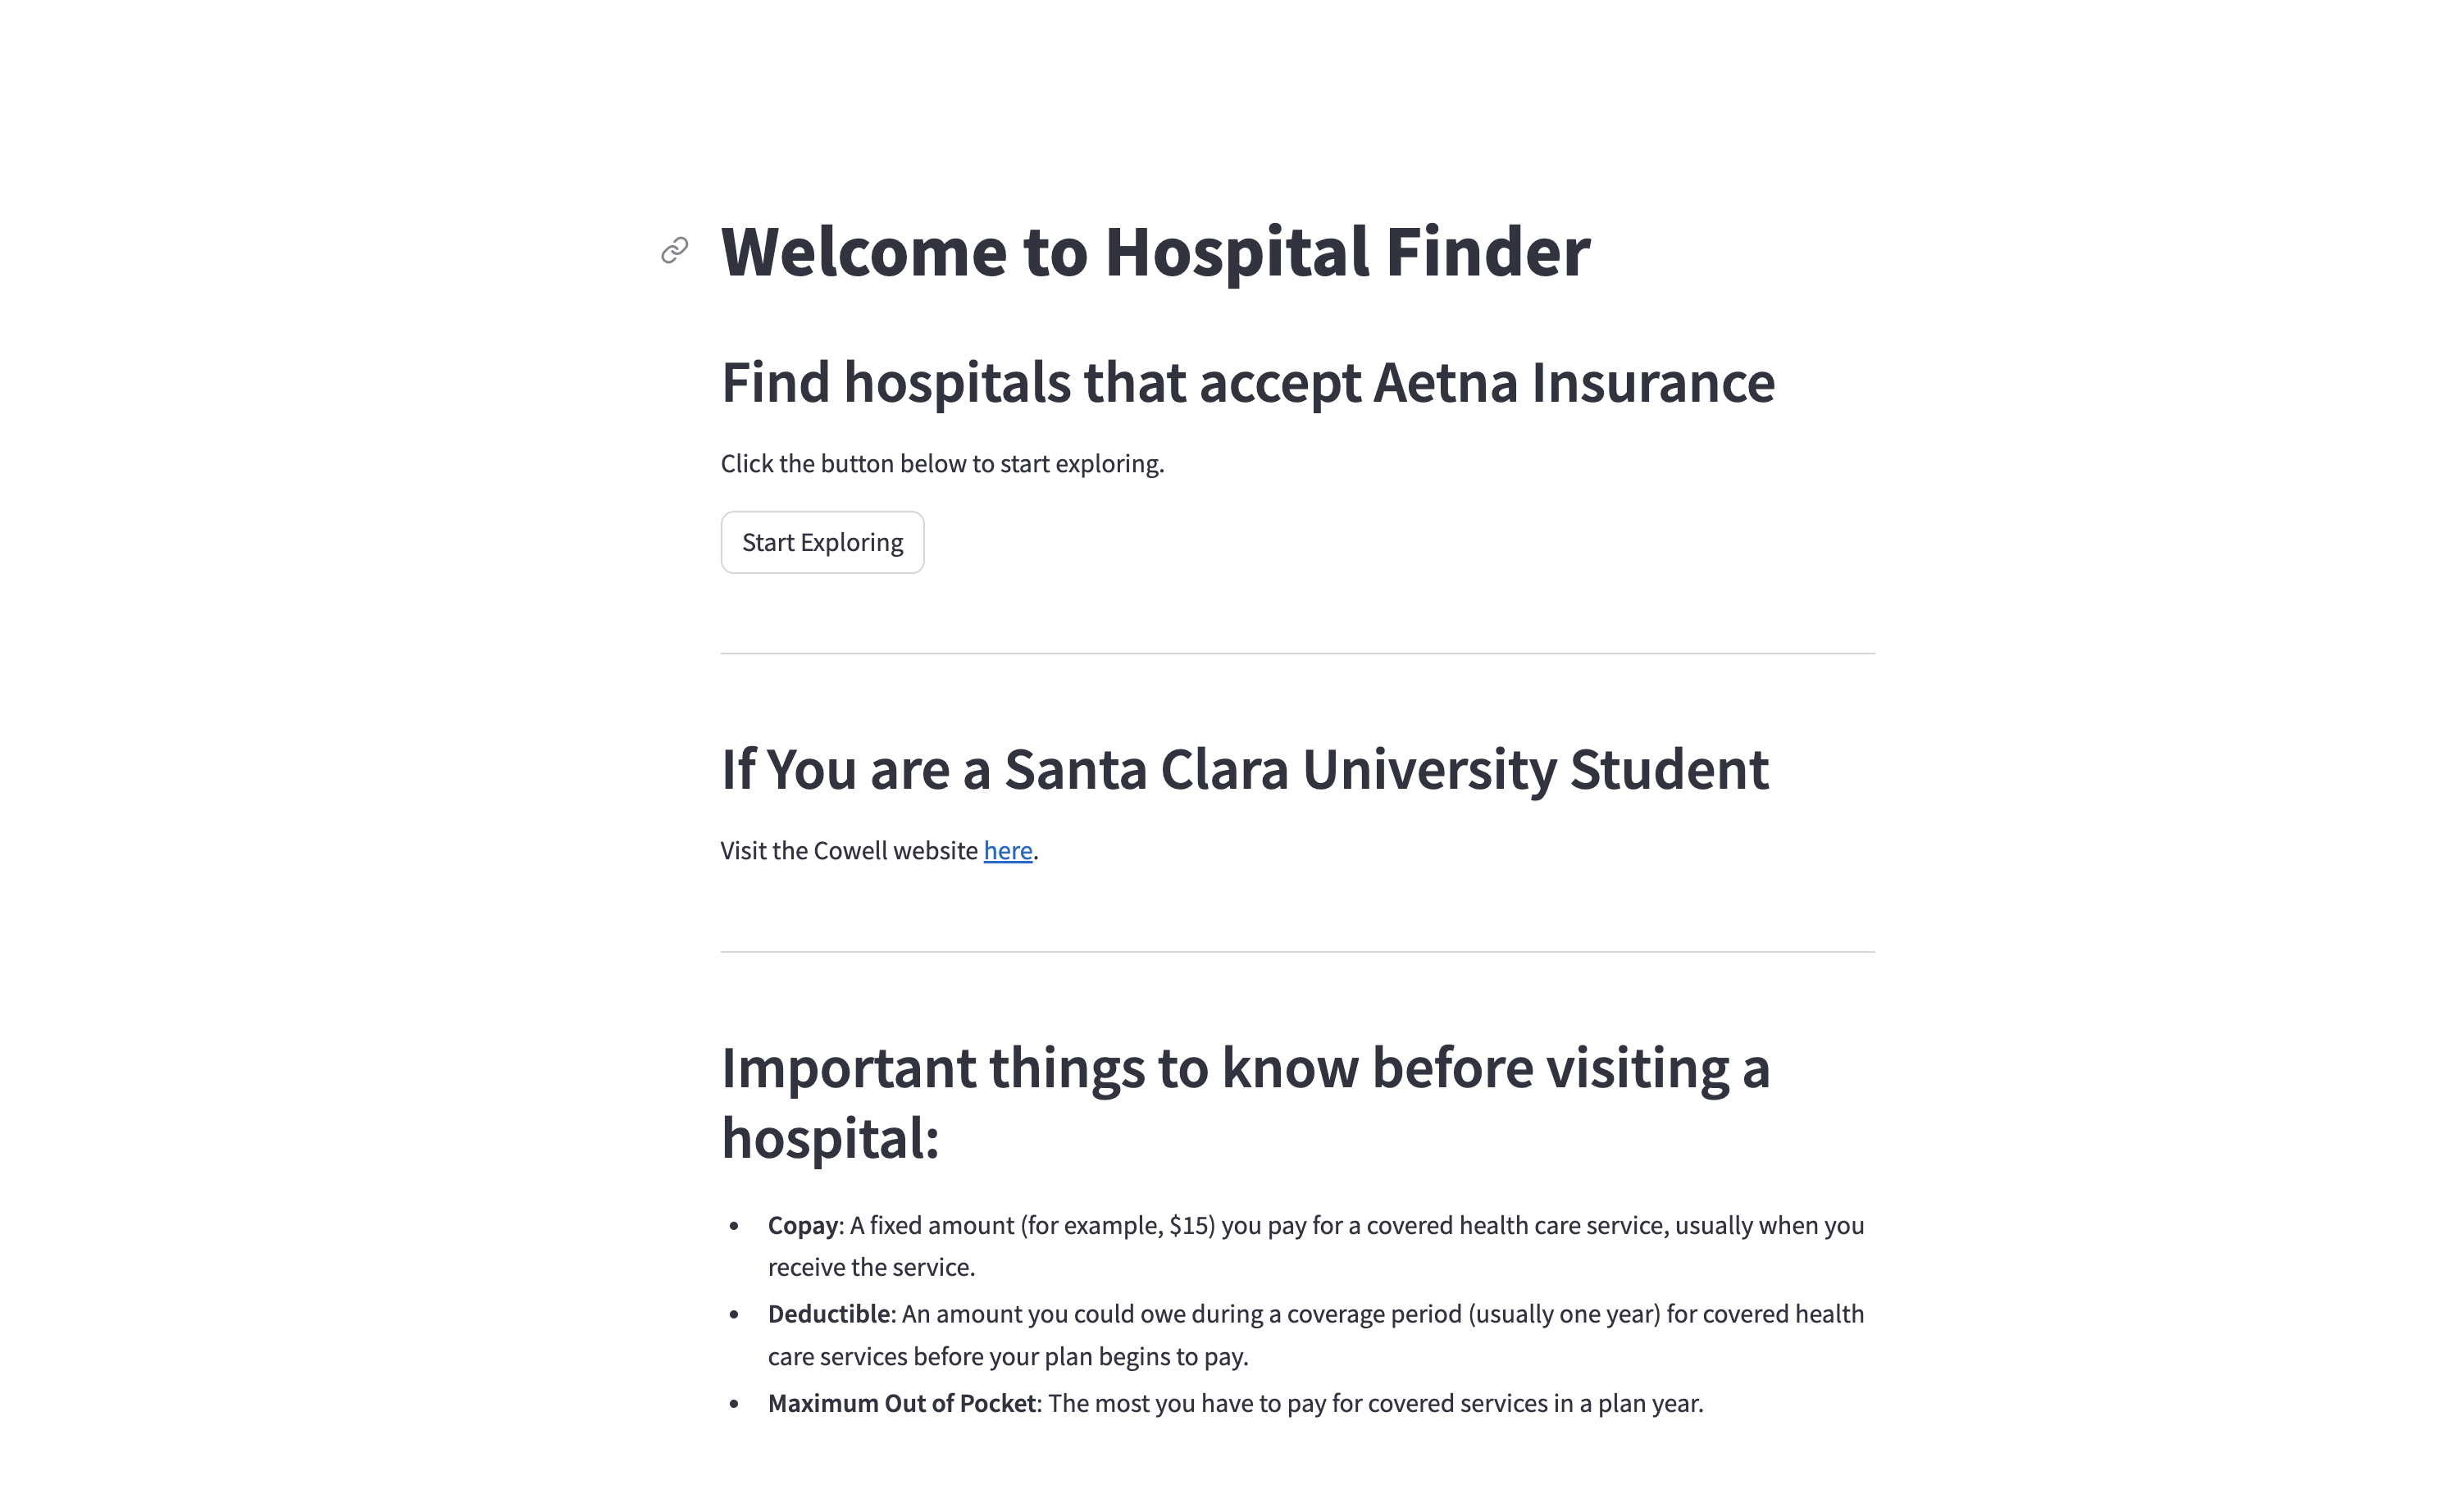 Welcome to Hospital Finder
Find hospitals that accept Aetna Insurance
Click the button below to start exploring.
Start Exploring
If You are a Santa Clara University Student
Visit the Cowell website here.
Important things to know before visiting a
hospital:
• Copay: A fixed amount (for example, $15) you pay for a covered health care service, usually when you
receive the service.
• Deductible: An amount you could owe during a coverage period (usually one year) for covered health
care services before your plan begins to pay.
• Maximum Out of Pocket: The most you have to pay for covered services in a plan year.